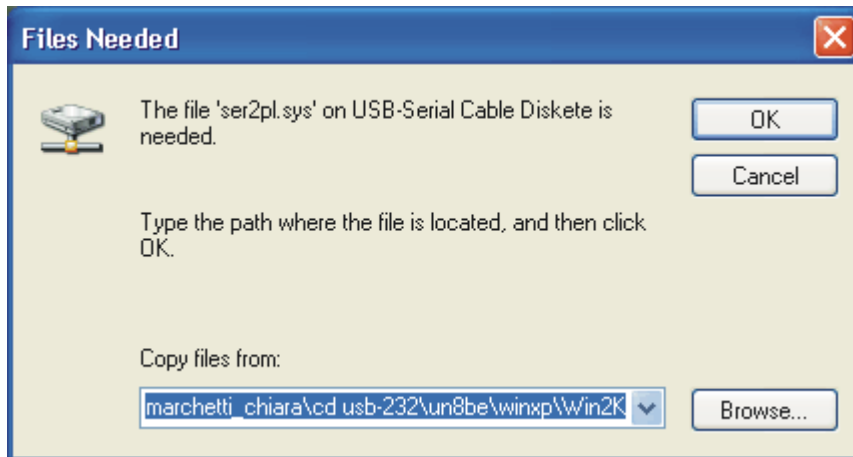 Files Needed
The file 'ser2pl.sys' on USB-Serial Cable Diskete is
needed.
OK
Cancel
Type the path where the file is located, and then click
OK.
Copy files from:
marchetti_chiara\cd usb-232\un8be\winxp\Win2K
Browse...